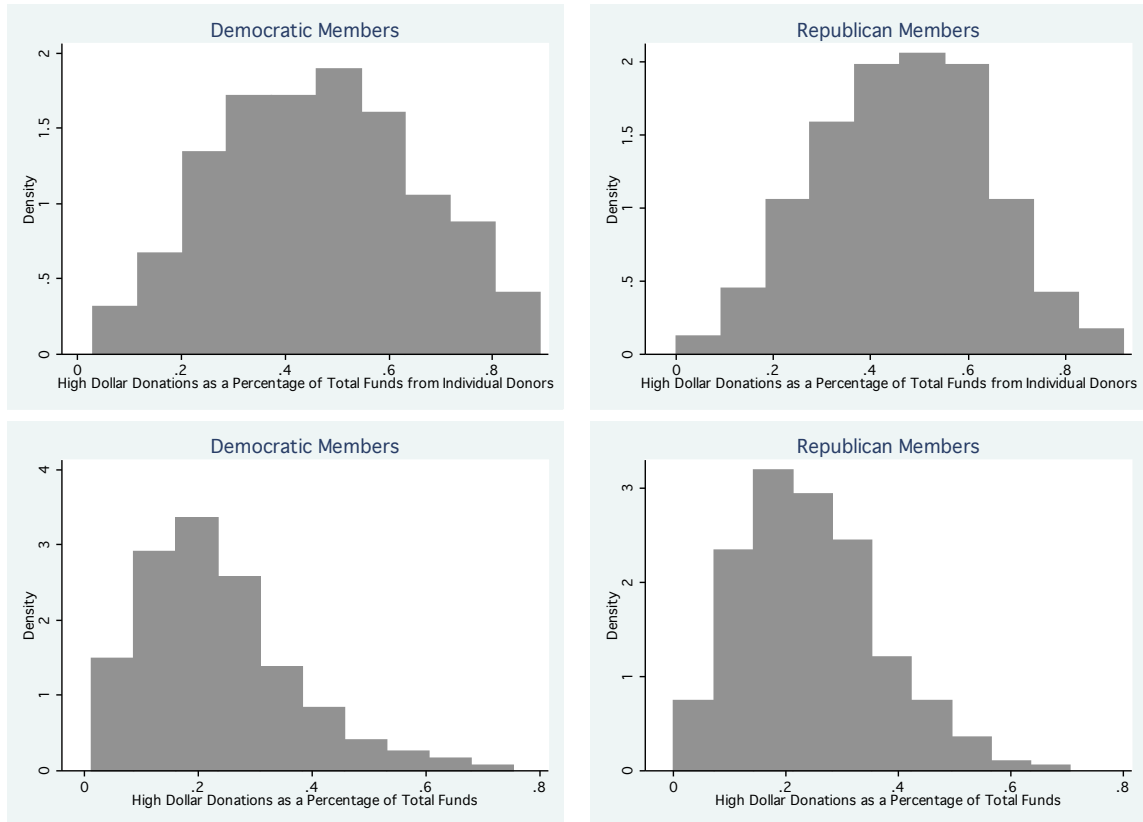 Democratic Members
2
1.5
1
.5
0
Density
0 .2 .4 .6 .8
High Dollar Donations as a Percentage of Total Funds from Individual Donors
Republican Members
2
1.5
1
.5
0
Density
0 .2 .4 .6 .8
High Dollar Donations as a Percentage of Total Funds from Individual Donors
Democratic Members
4
3
2
1
0
Density
0 .2 .4 .6 .8
High Dollar Donations as a Percentage of Total Funds
Republican Members
3
2
1
0
Density
0 .2 .4 .6 .8
High Dollar Donations as a Percentage of Total Funds